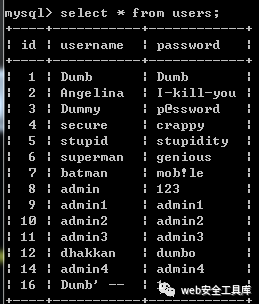 mysql> select * from users;
+----+----------+------------+
| id | username | password   |
+----+----------+------------+
|  1 | Dumb     | Dumb       |
|  2 | Angelina | I-kill-you |
|  3 | Dummy    | p@ssword   |
|  4 | secure   | crappy     |
|  5 | stupid   | stupidity  |
|  6 | superman | genious    |
|  7 | batman   | mob!le     |
|  8 | admin    | 123        |
|  9 | admin1   | admin1     |
| 10 | admin2   | admin2     |
| 11 | admin3   | admin3     |
| 12 | dhakkan  | dumbo      |
| 14 | admin4   | admin4     |
| 16 | Dumb' -- |
web安全工具库